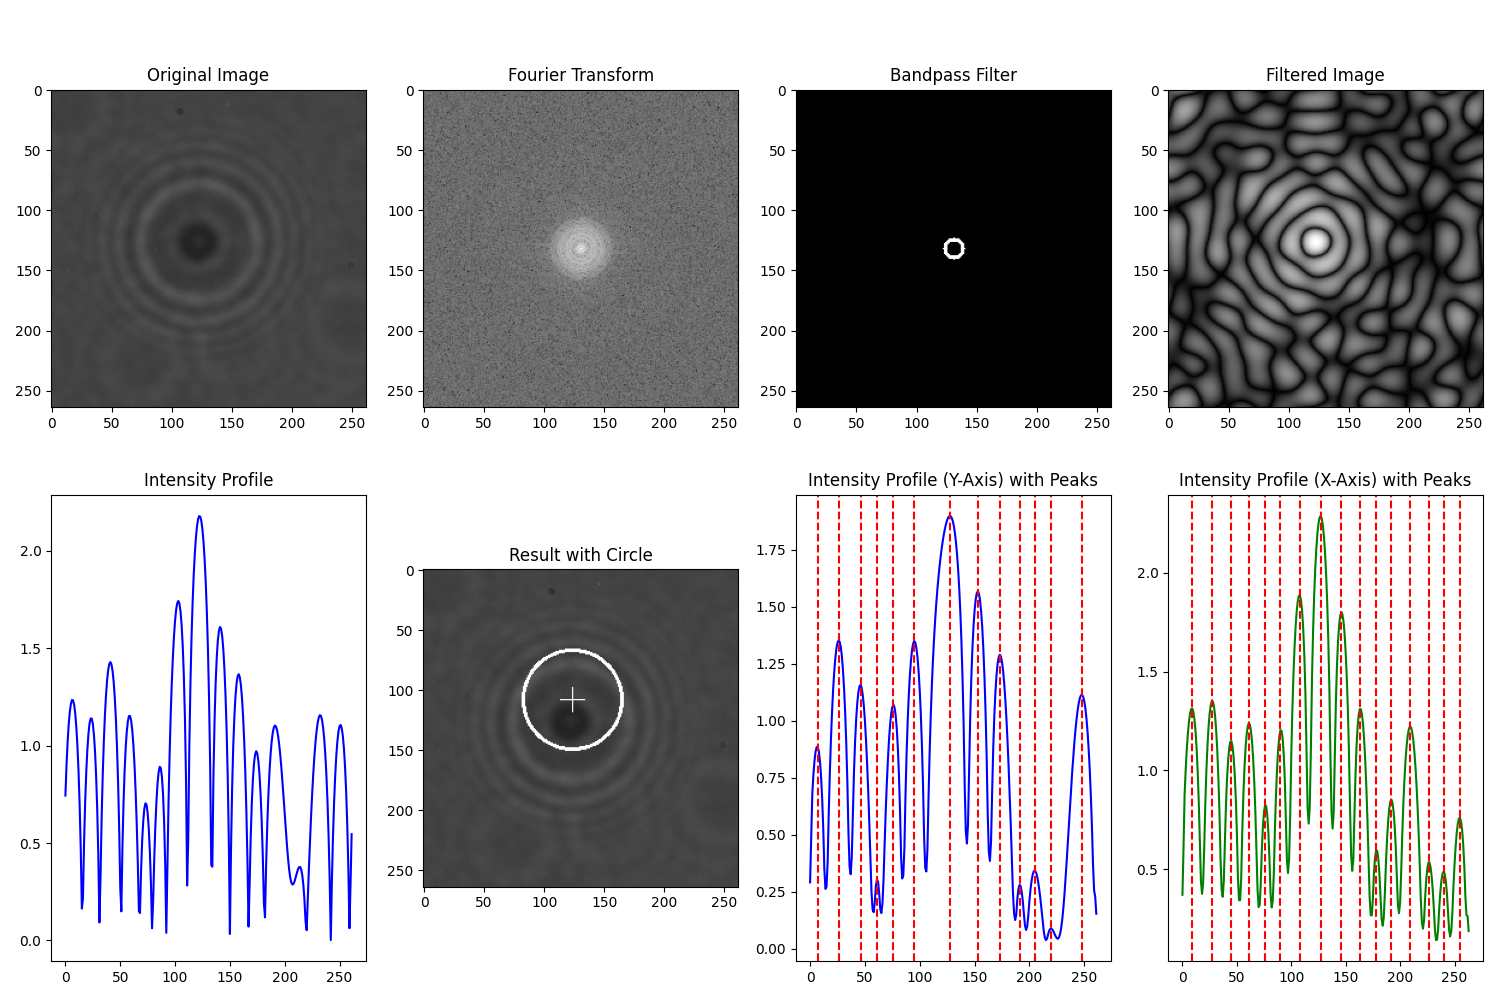 Original Image
Fourier Transform
Bandpass Filter
Filtered Image
0
50
100
150
200
250
0 50 100 150 200 250
0
50
100
150
200
250
0 50 100 150 200 250
0
50
100
150
200
250
0 50 100 150 200 250
0
50
100
150
200
250
0 50 100 150 200 250
Intensity Profile
2.0
1.5
1.0
0.5
0.0
0 50 100 150 200 250
Result with Circle
0
50
100
150
200
250
0 50 100 150 200 250
Intensity Profile (Y-Axis) with Peaks
1.75
1.50
1.25
1.00
0.75
0.50
0.25
0.00
0 50 100 150 200 250
Intensity Profile (X-Axis) with Peaks
2.0
1.5
1.0
0.5
0 50 100 150 200 250